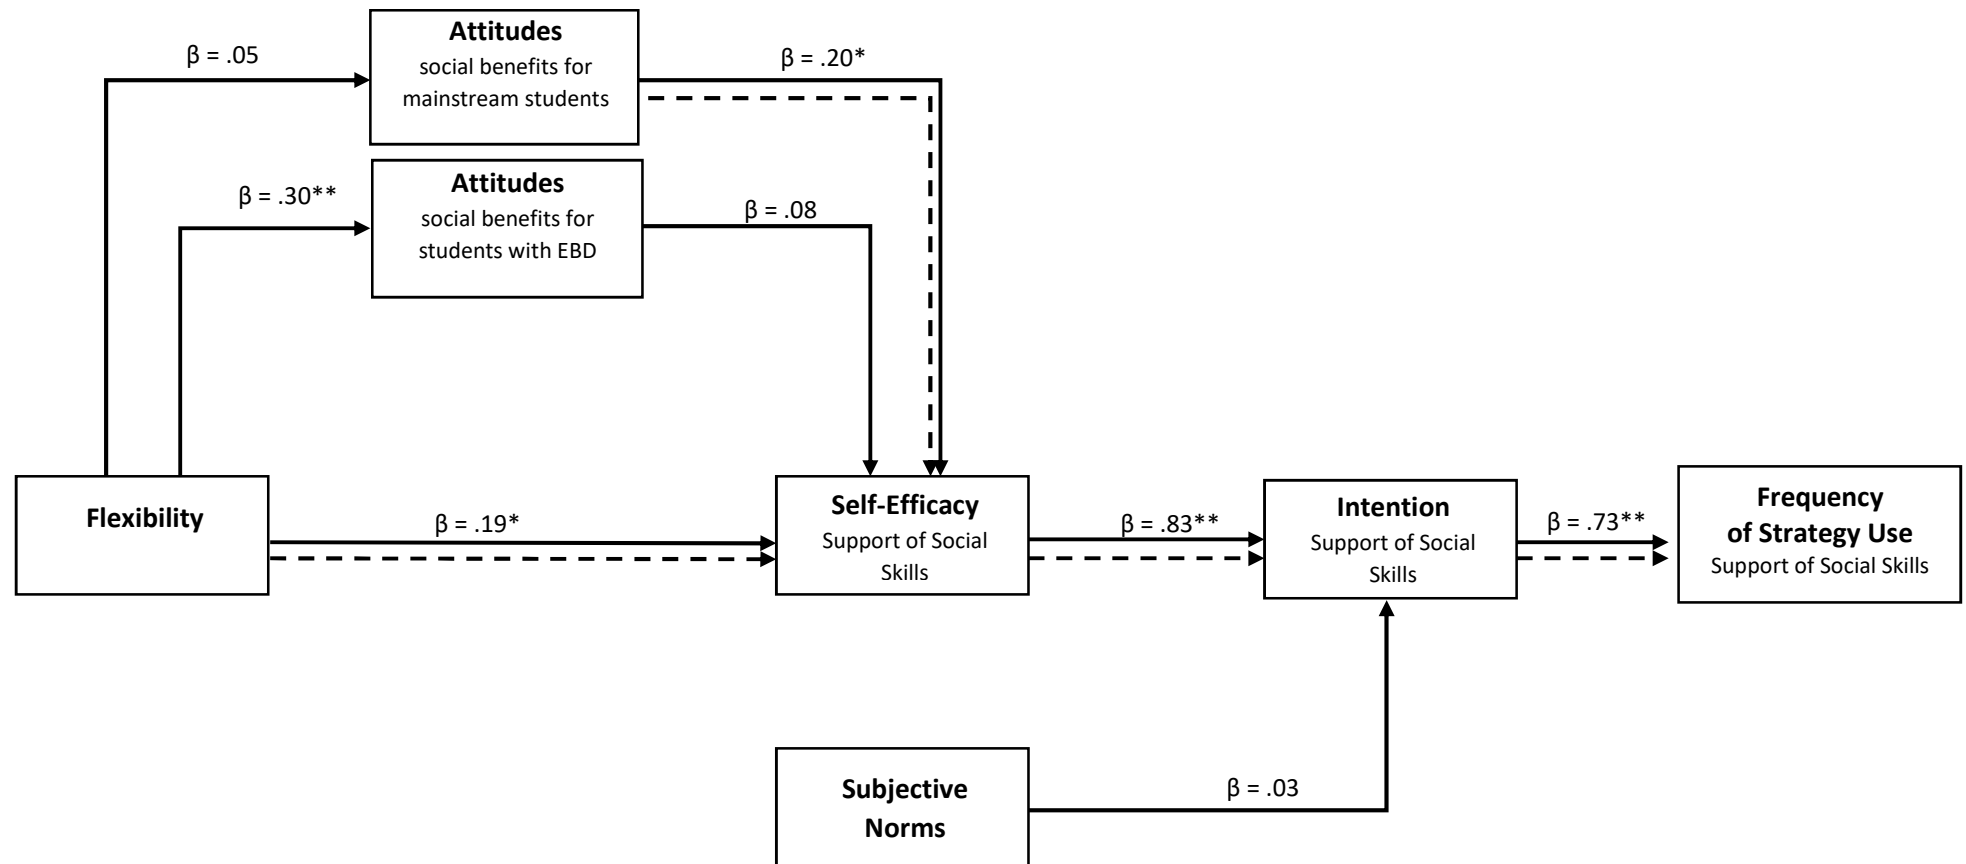 β = .05
Attitudes
social benefits for
mainstream students
β = .20*
β = .30**
Attitudes
social benefits for
students with EBD
β = .08
Flexibility
β = .19*
Self-Efficacy
Support of Social
Skills
β = .83**
Intention
Support of Social
Skills
β = .73**
Frequency
of Strategy Use
Support of Social Skills
Subjective
Norms
β = .03